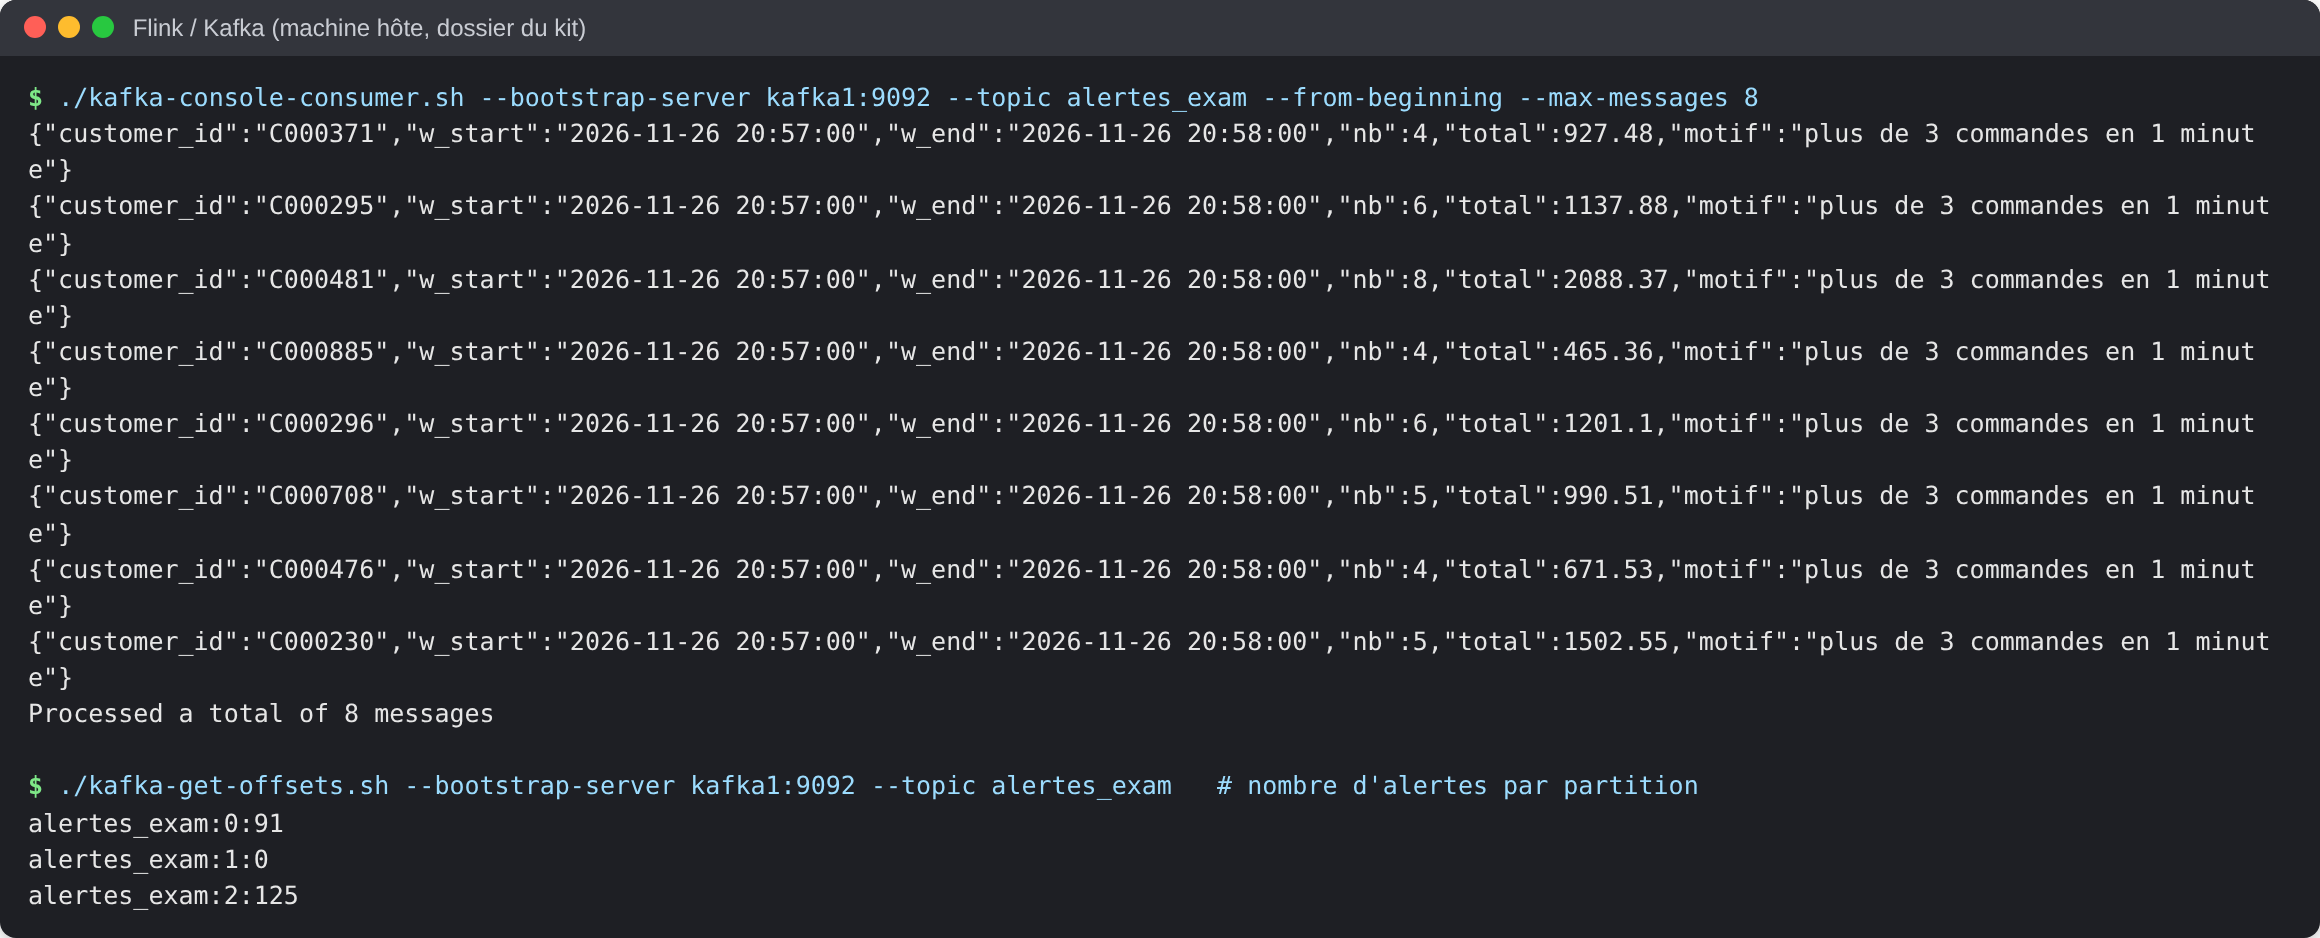 Flink / Kafka (machine hôte, dossier du kit)
$ ./kafka-console-consumer.sh --bootstrap-server kafka1:9092 --topic alertes_exam --from-beginning --max-messages 8
{"customer_id":"C000371","w_start":"2026-11-26 20:57:00","w_end":"2026-11-26 20:58:00","nb":4,"total":927.48,"motif":"plus de 3 commandes en 1 minut
e"}
{"customer_id":"C000295","w_start":"2026-11-26 20:57:00","w_end":"2026-11-26 20:58:00","nb":6,"total":1137.88,"motif":"plus de 3 commandes en 1 minut
e"}
{"customer_id":"C000481","w_start":"2026-11-26 20:57:00","w_end":"2026-11-26 20:58:00","nb":8,"total":2088.37,"motif":"plus de 3 commandes en 1 minut
e"}
{"customer_id":"C000885","w_start":"2026-11-26 20:57:00","w_end":"2026-11-26 20:58:00","nb":4,"total":465.36,"motif":"plus de 3 commandes en 1 minut
e"}
{"customer_id":"C000296","w_start":"2026-11-26 20:57:00","w_end":"2026-11-26 20:58:00","nb":6,"total":1201.1,"motif":"plus de 3 commandes en 1 minut
e"}
{"customer_id":"C000708","w_start":"2026-11-26 20:57:00","w_end":"2026-11-26 20:58:00","nb":5,"total":990.51,"motif":"plus de 3 commandes en 1 minut
e"}
{"customer_id":"C000476","w_start":"2026-11-26 20:57:00","w_end":"2026-11-26 20:58:00","nb":4,"total":671.53,"motif":"plus de 3 commandes en 1 minut
e"}
{"customer_id":"C000230","w_start":"2026-11-26 20:57:00","w_end":"2026-11-26 20:58:00","nb":5,"total":1502.55,"motif":"plus de 3 commandes en 1 minut
e"}
Processed a total of 8 messages
$ ./kafka-get-offsets.sh --bootstrap-server kafka1:9092 --topic alertes_exam   # nombre d'alertes par partition
alertes_exam:0:91
alertes_exam:1:0
alertes_exam:2:125